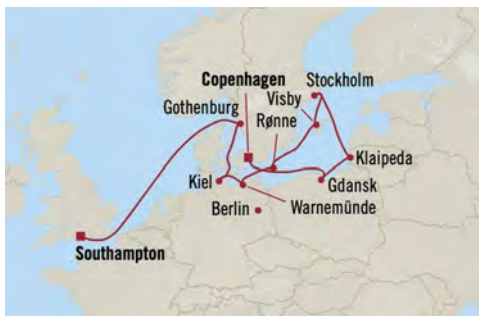 Copenhagen
Stockholm
Visby
Gothenburg
Rønne
Klaipeda
Kiel
Gdansk
Berlin
Warnemünde
Southampton